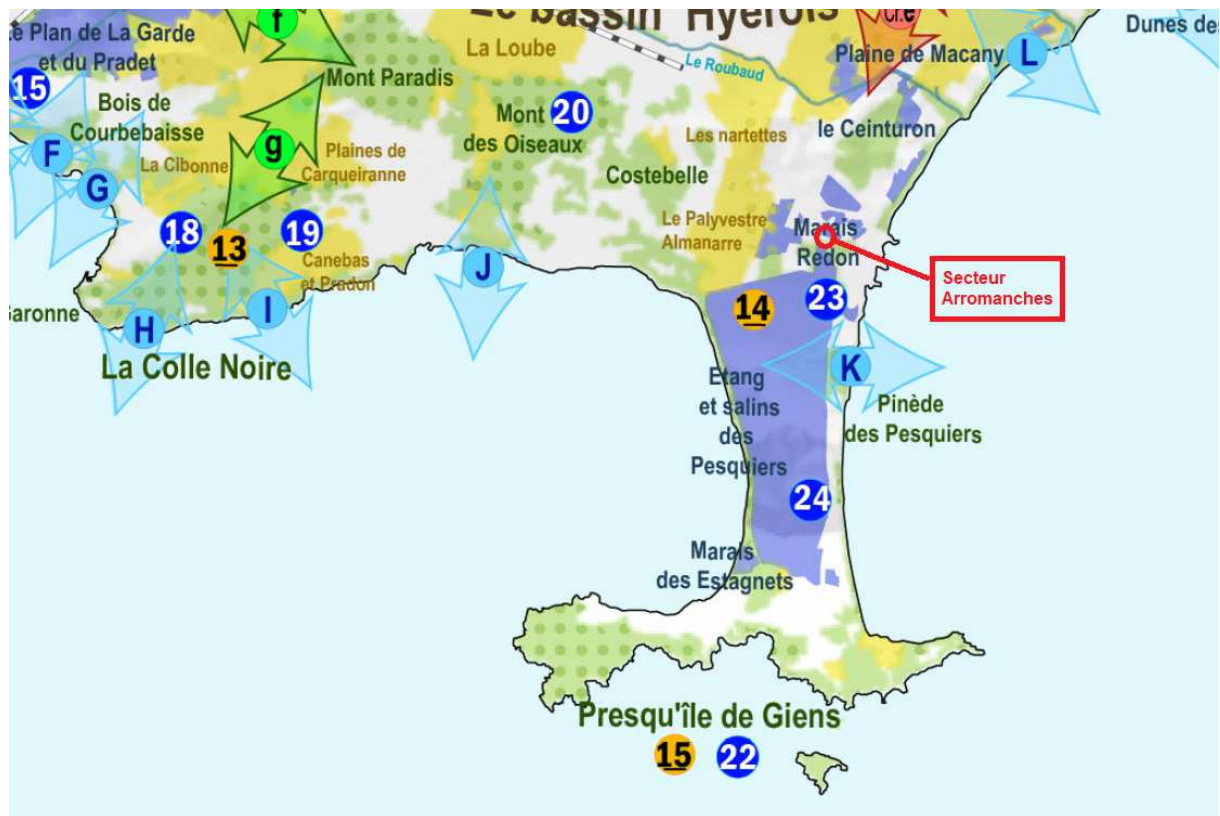 f
Le bassin Hyérois
cr.e
Dunes de
Le Plan de La Garde
et du Pradet
La Loube
Plaine de Macany
L
Le Roubaud
Mont Paradis
15
Bois de
Courbebaisse
Mont
des Oiseaux
20
le Ceinturon
Les nartettes
F
g
La Cibonne
Plaines de
Carqueiranne
G
Costebelle
18
13
19
Le Palyvestre
Almanarre
Marais
Redon
Canebas
et Pradon
J
Secteur
Arromanches
H
I
14
23
aronne
La Colle Noire
K
Etang
et salins
des
Pesquiers
Pinède
des Pesquiers
24
Marais
des Estagnets
Presqu'île de Giens
15
22